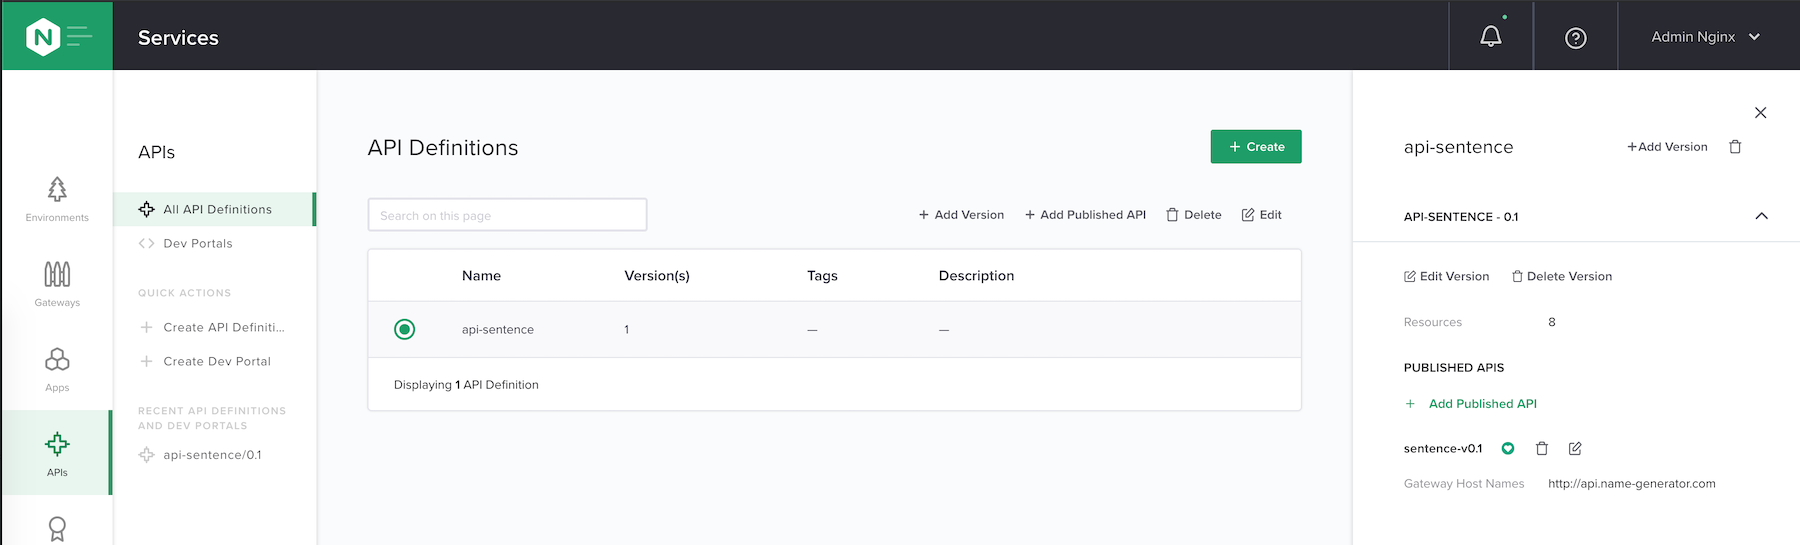 N
Services
Admin Nginx
Environments
Gateways
Apps
APIs
APIs
All API Definitions
Dev Portals
QUICK ACTIONS
Create API Definiti...
Create Dev Portal
RECENT API DEFINITIONS
AND DEV PORTALS
api-sentence/0.1
API Definitions
+ Create
Search on this page
+ Add Version
+ Add Published API
Delete
Edit
Name Version(s) Tags Description
api-sentence 1 — —
Displaying 1 API Definition
api-sentence
+Add Version
API-SENTENCE - 0.1
Edit Version
Delete Version
Resources 8
PUBLISHED APIS
+ Add Published API
sentence-v0.1
Gateway Host Names http://api.name-generator.com